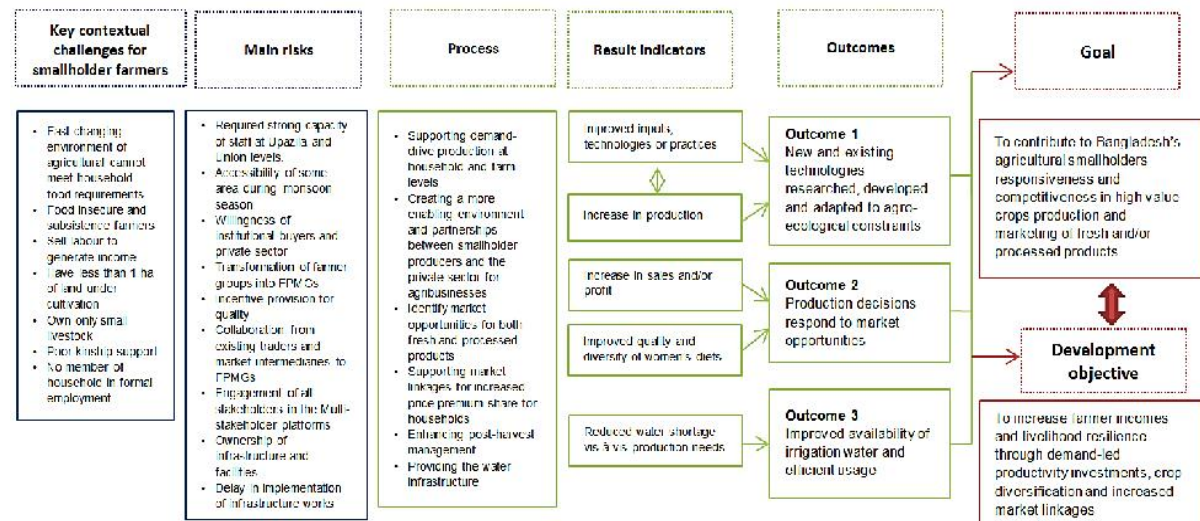 Key contextual
challenges for
smallholder farmers
Main risks
Process
Result Indicators
Outcomes
Goal
Fast changing
environment of
agricultural cannot
meet household
food requirements
Food insecure and
subsistence farmers
Sell labour to
generate income
Have less than 1 ha
of land under
cultivation
Own only small
livestock
Poor kinship support
No member of
household in formal
employment
Required strong capacity
of staff at Upazila and
Union levels.
Accessibility of some
area during monsoon
season
Willingness of
institutional buyers and
private sector
Transformation of farmer
groups into FPMGs
Incentive provision for
quality
Collaboration from
existing traders and
market intermediaries to
FPMGs
Engagement of all
stakeholders in the Multi-
stakeholder platforms
Ownership of
infrastructure and
facilities
Delay in implementation
of infrastructure works
Supporting demand-
drive production at
household and farm
levels
Creating a more
enabling environment
and partnerships
between smallholder
producers and the
private sector for
agribusinesses
Identify market
opportunities for both
fresh and processed
products
Supporting market
linkages for increased
price premium share for
households
Enhancing post-harvest
management
Providing the water
infrastructure
Improved inputs,
technologies or practices
Increase in production
Increase in sales and/or
profit
Improved quality and
diversity of women's diets
Reduced water shortage
vis à vis production needs
Outcome 1
New and existing
technologies
researched, developed
and adapted to agro-
ecological constraints
Outcome 2
Production decisions
respond to market
opportunities
Outcome 3
Improved availability of
irrigation water and
efficient usage
To contribute to Bangladesh's
agricultural smallholders
responsiveness and
competitiveness in high value
crops production and
marketing of fresh and/or
processed products
Development
objective
To increase farmer incomes
and livelihood resilience
through demand-led
productivity investments, crop
diversification and increased
market linkages